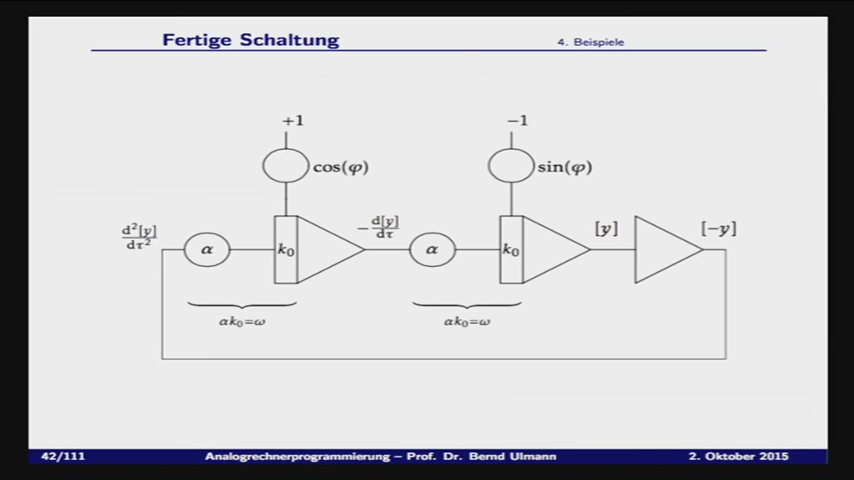 Fertige Schaltung
4. Beispiele
+1
−1
cos(φ)
sin(φ)
d²[y]
dτ²
α
k₀
−d[y]
dτ
α
k₀
[y]
[−y]
αk₀=ω
αk₀=ω
42/111
Analogrechnerprogrammierung – Prof. Dr. Bernd Ulmann
2. Oktober 2015